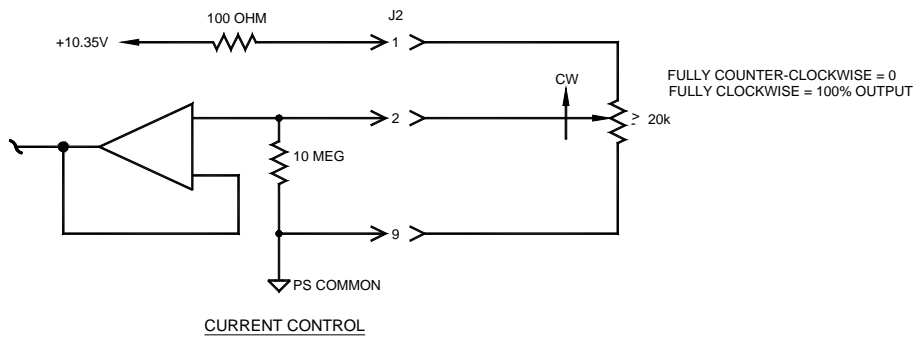 100 OHM
J2
+10.35V
1
CW
FULLY COUNTER-CLOCKWISE = 0
FULLY CLOCKWISE = 100% OUTPUT
2
> 20k
-
10 MEG
9
PS COMMON
CURRENT CONTROL